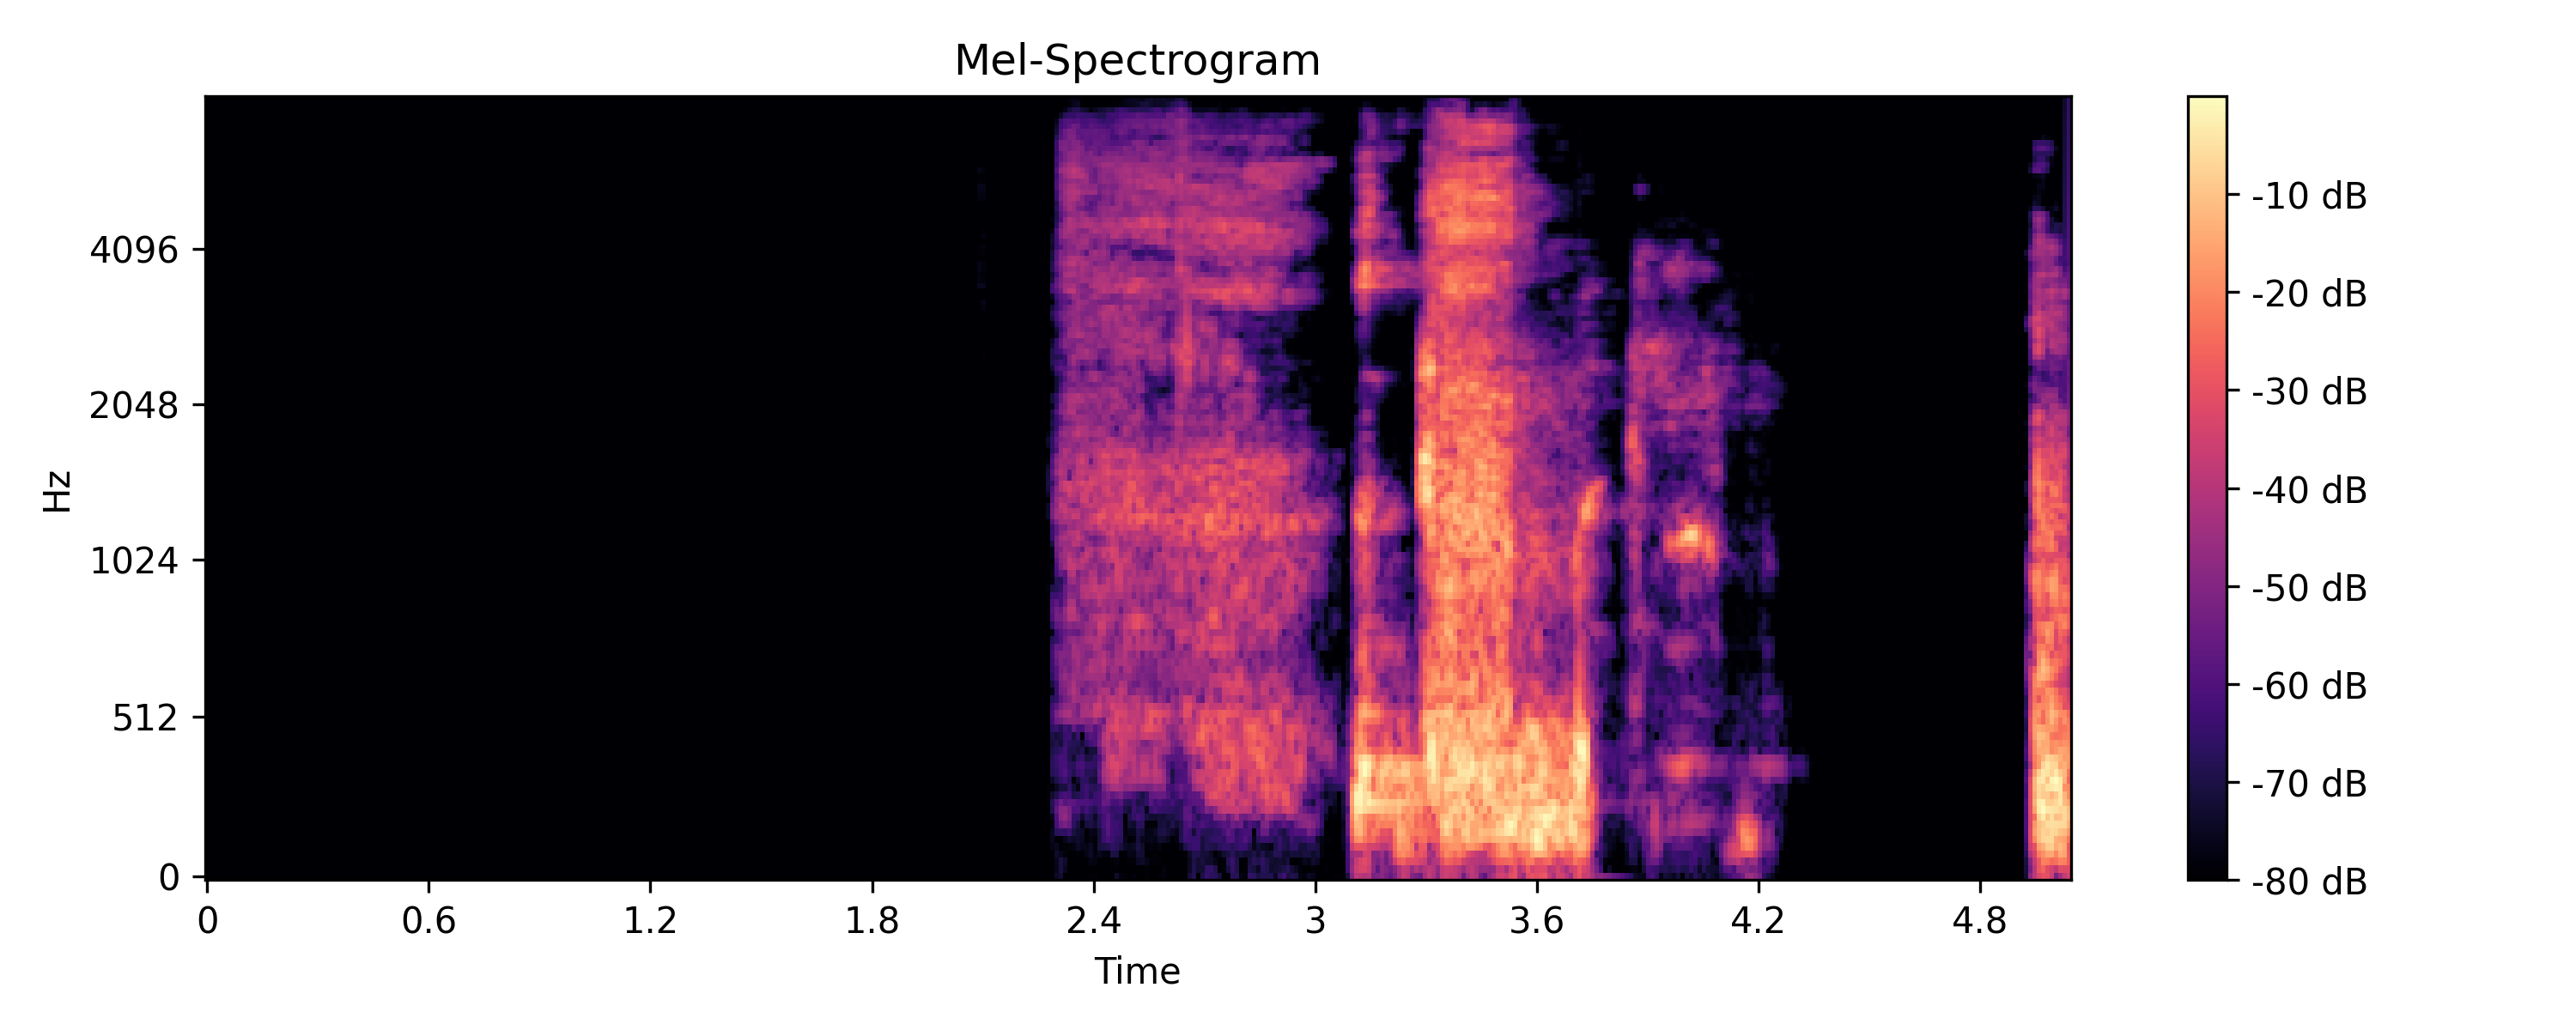 Mel-Spectrogram
Hz
4096
2048
1024
512
0
0 0.6 1.2 1.8 2.4 3 3.6 4.2 4.8
Time
-10 dB
-20 dB
-30 dB
-40 dB
-50 dB
-60 dB
-70 dB
-80 dB